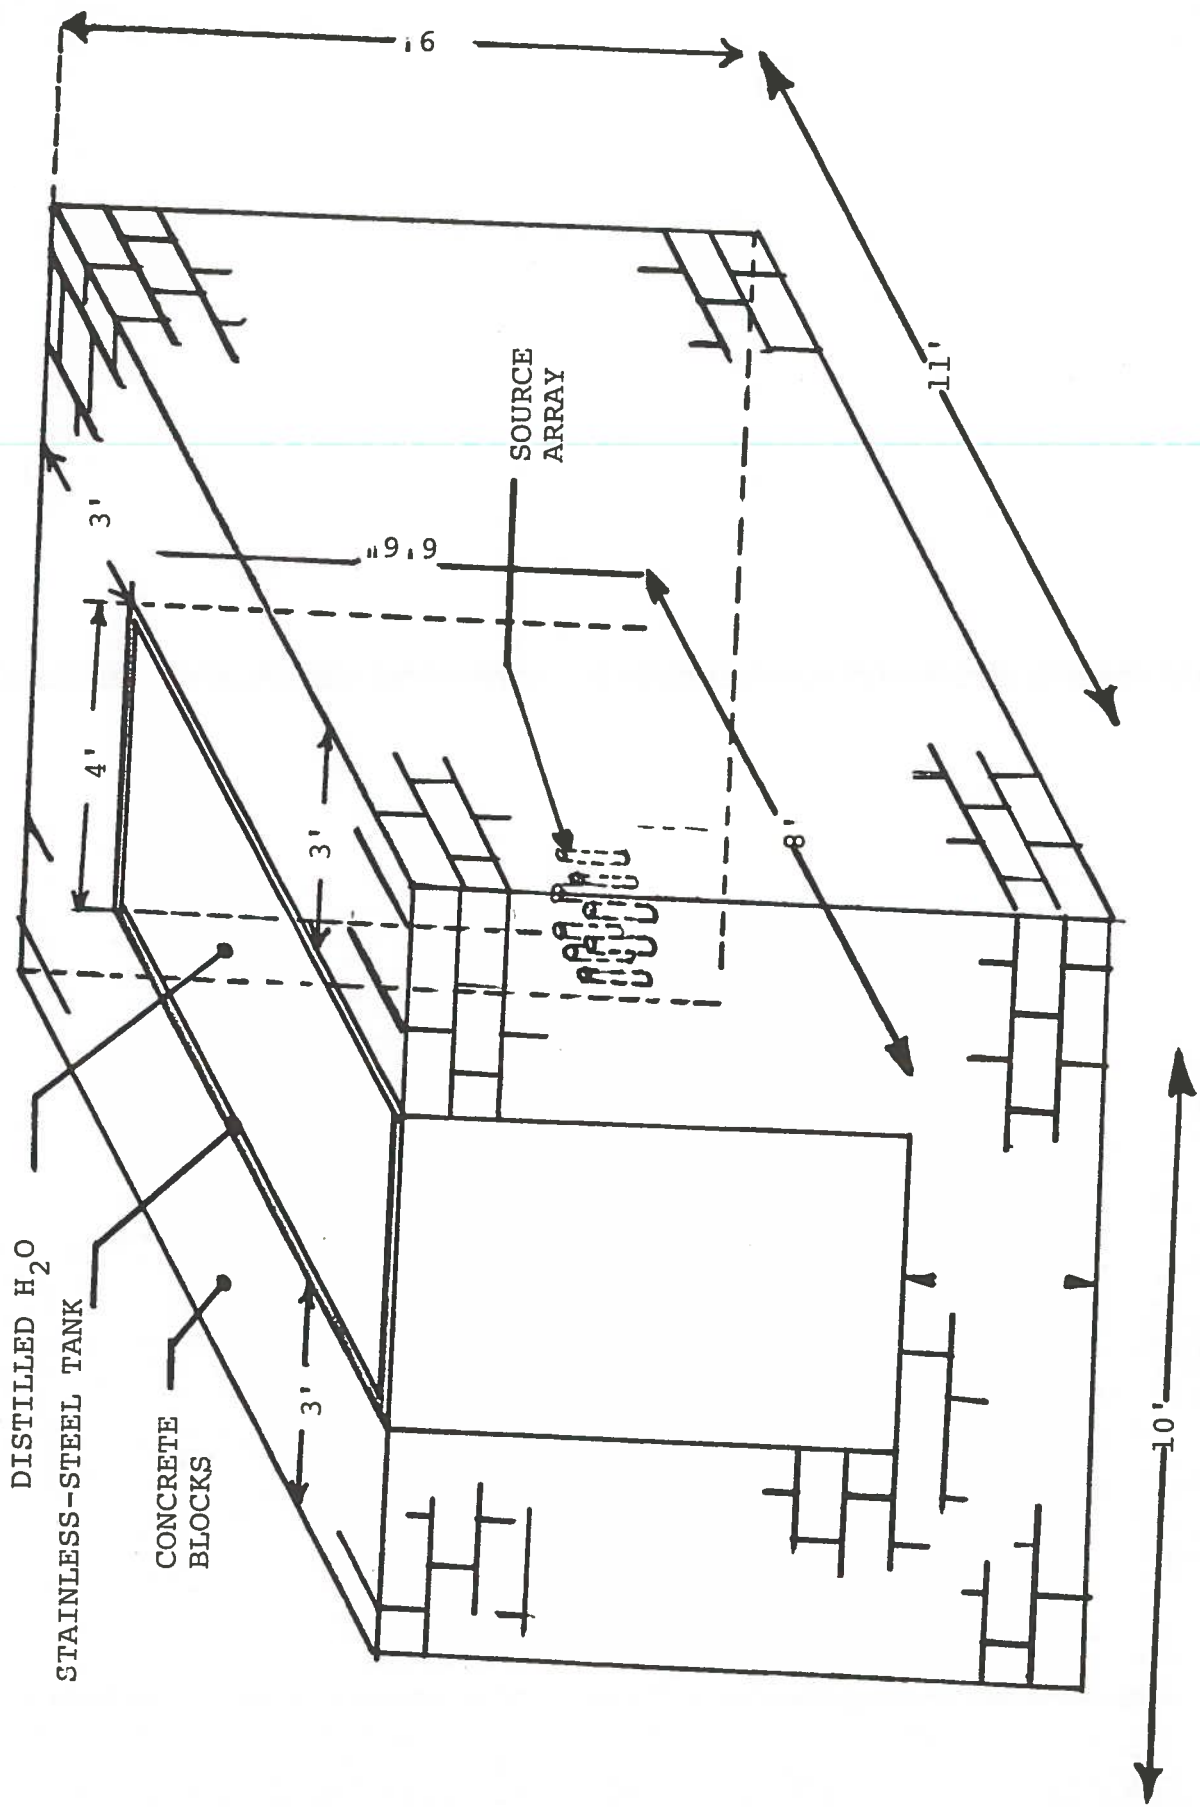 DISTILLED H₂O
STAINLESS-STEEL TANK
CONCRETE
BLOCKS
4'
3'
3'
3'
6'6"
SOURCE
ARRAY
8'
9'
11'
10'